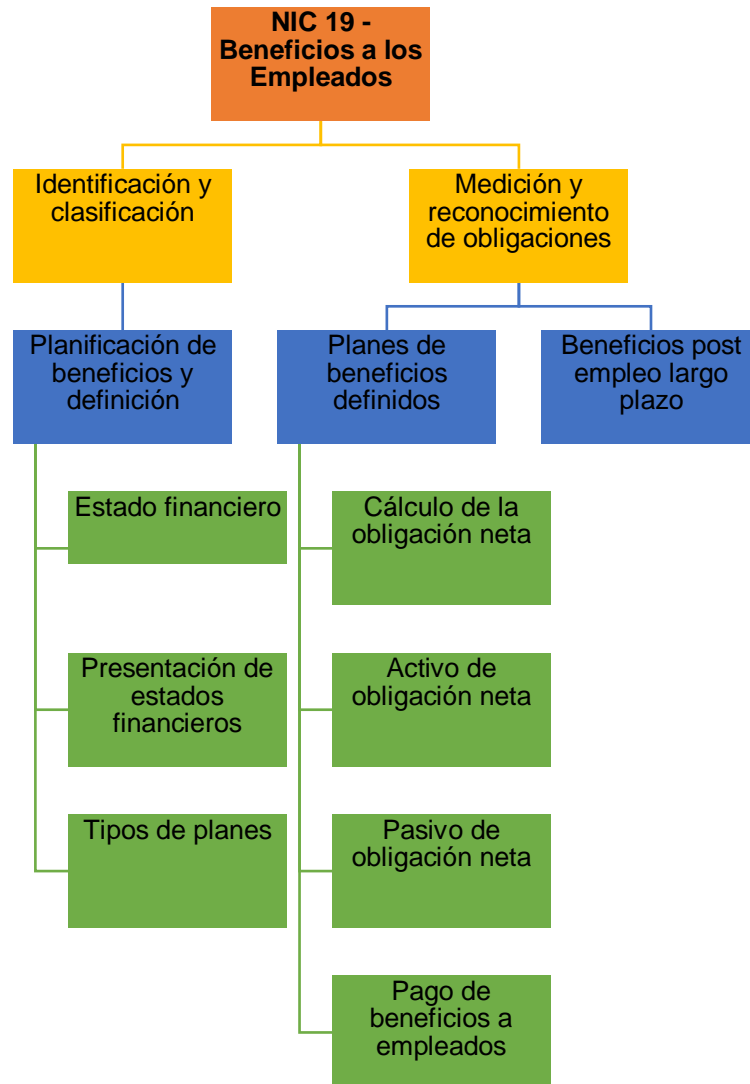 NIC 19 -
Beneficios a los
Empleados
Identificación y
clasificación
Medición y
reconocimiento
de obligaciones
Planificación de
beneficios y
definición
Planes de
beneficios
definidos
Beneficios post
empleo largo
plazo
Estado financiero
Presentación de
estados
financieros
Tipos de planes
Cálculo de la
obligación neta
Activo de
obligación neta
Pasivo de
obligación neta
Pago de
beneficios a
empleados